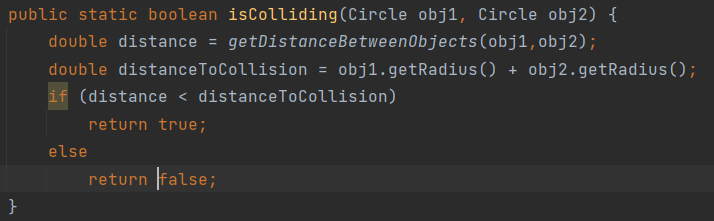 public static boolean isColliding(Circle obj1, Circle obj2) {
    double distance = getDistanceBetweenObjects(obj1,obj2);
    double distanceToCollision = obj1.getRadius() + obj2.getRadius();
    if (distance < distanceToCollision)
        return true;
    else
        return false;
}